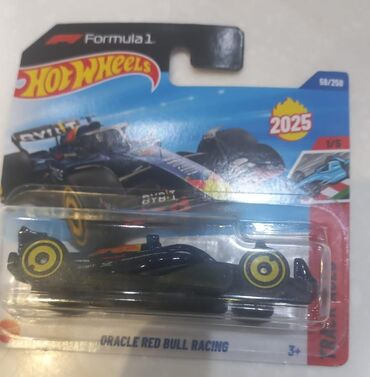 Formula 1
HOT WHEELS
58/250
2025
1/5
BYBIT
BYBIT
ORACLE RED BULL RACING
3+